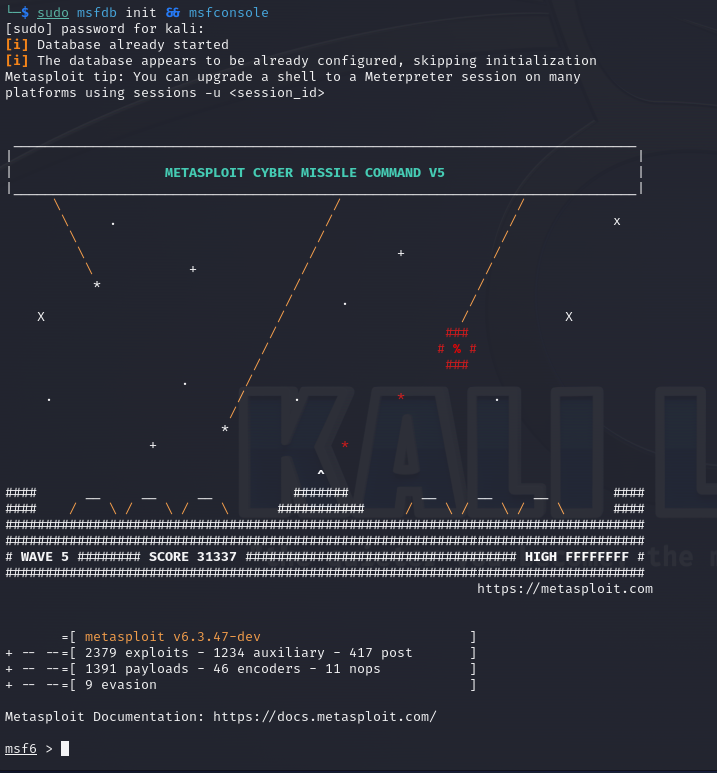 └─$ sudo msfdb init && msfconsole
[sudo] password for kali:
[i] Database already started
[i] The database appears to be already configured, skipping initialization
Metasploit tip: You can upgrade a shell to a Meterpreter session on many
platforms using sessions -u <session_id>
METASPLOIT CYBER MISSILE COMMAND V5
. x
+
+
*
.
X X
###
# % #
###
.
. . * .
*
+ *
^
#### __ __ __ ####### __ __ __ ####
#### / \ / \ / \ ########### / \ / \ / \ ####
################################################################################
################################################################################
# WAVE 5 ######## SCORE 31337 ################################## HIGH FFFFFFFF #
################################################################################
https://metasploit.com
=[ metasploit v6.3.47-dev ]
+ -- --=[ 2379 exploits - 1234 auxiliary - 417 post ]
+ -- --=[ 1391 payloads - 46 encoders - 11 nops ]
+ -- --=[ 9 evasion ]
Metasploit Documentation: https://docs.metasploit.com/
msf6 >
KALI L